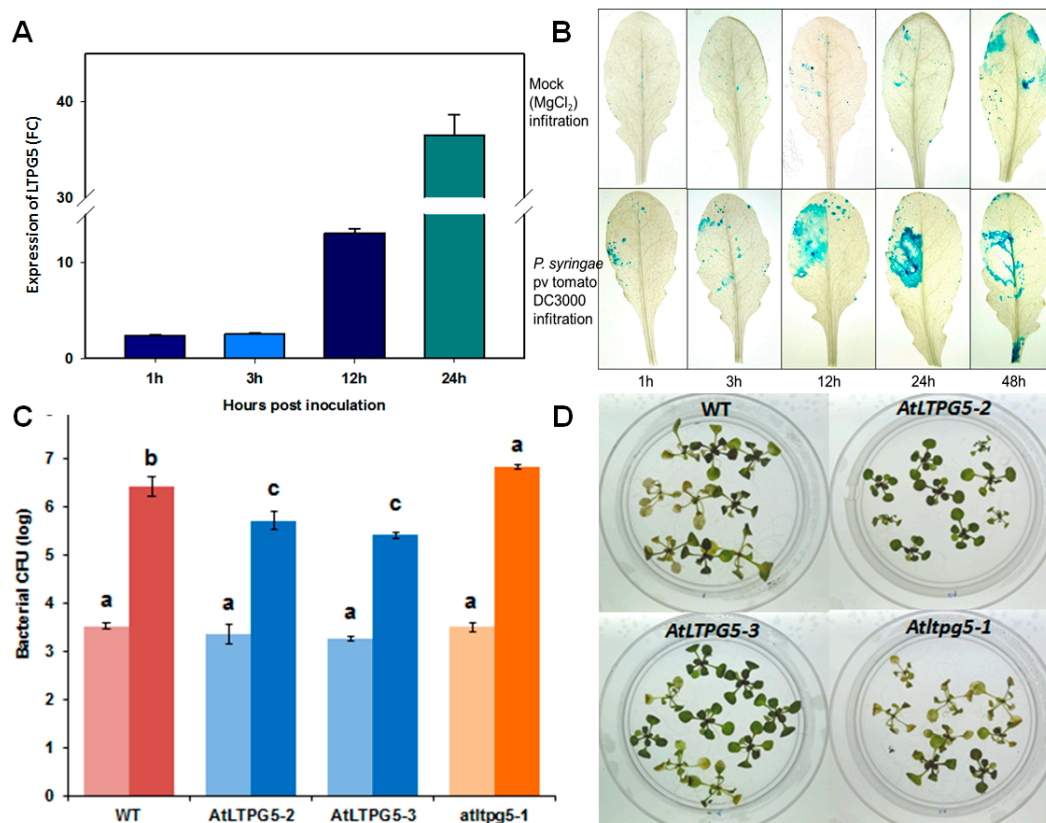 A
Expression of LTPG5 (FC)
40
30
10
0
1h
3h
12h
24h
Hours post inoculation
B
Mock
(MgCl₂)
infitration
P. syringae
pv tomato
DC3000
infitration
1h
3h
12h
24h
48h
C
Bacterial CFU (log)
7
6
5
4
3
2
1
0
a
b
a
c
a
c
a
a
WT
AtLTPG5-2
AtLTPG5-3
atltpg5-1
D
WT
AtLTPG5-2
AtLTPG5-3
Atltpg5-1